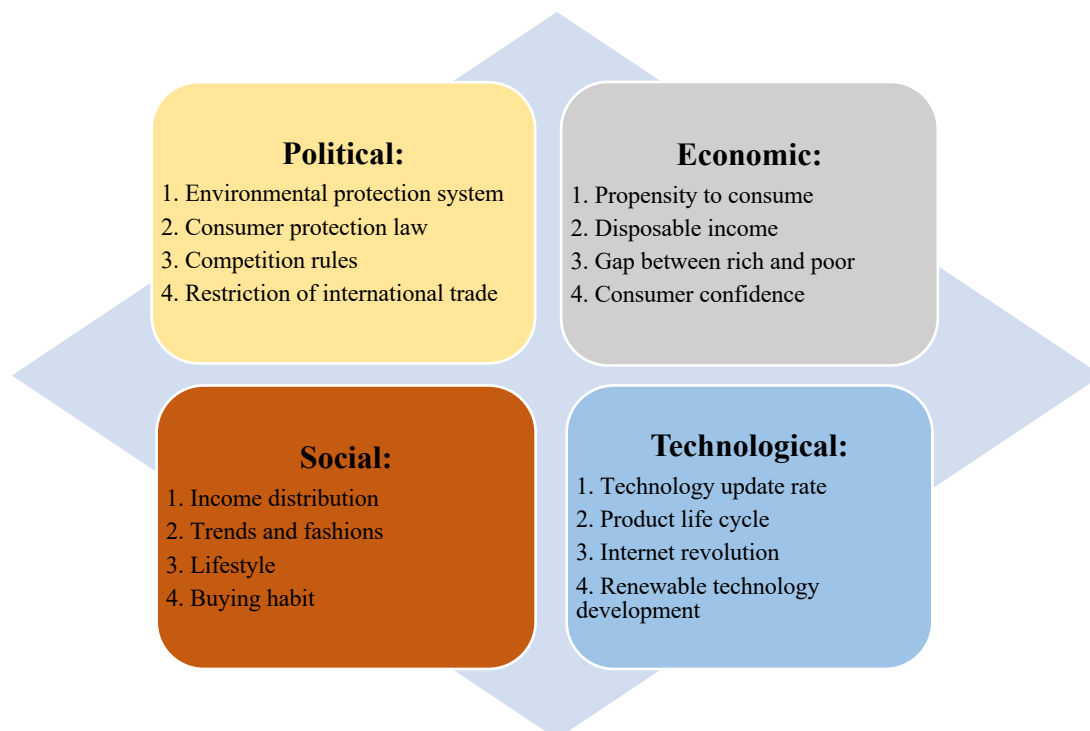 Political:
1. Environmental protection system
2. Consumer protection law
3. Competition rules
4. Restriction of international trade
Economic:
1. Propensity to consume
2. Disposable income
3. Gap between rich and poor
4. Consumer confidence
Social:
1. Income distribution
2. Trends and fashions
3. Lifestyle
4. Buying habit
Technological:
1. Technology update rate
2. Product life cycle
3. Internet revolution
4. Renewable technology
development